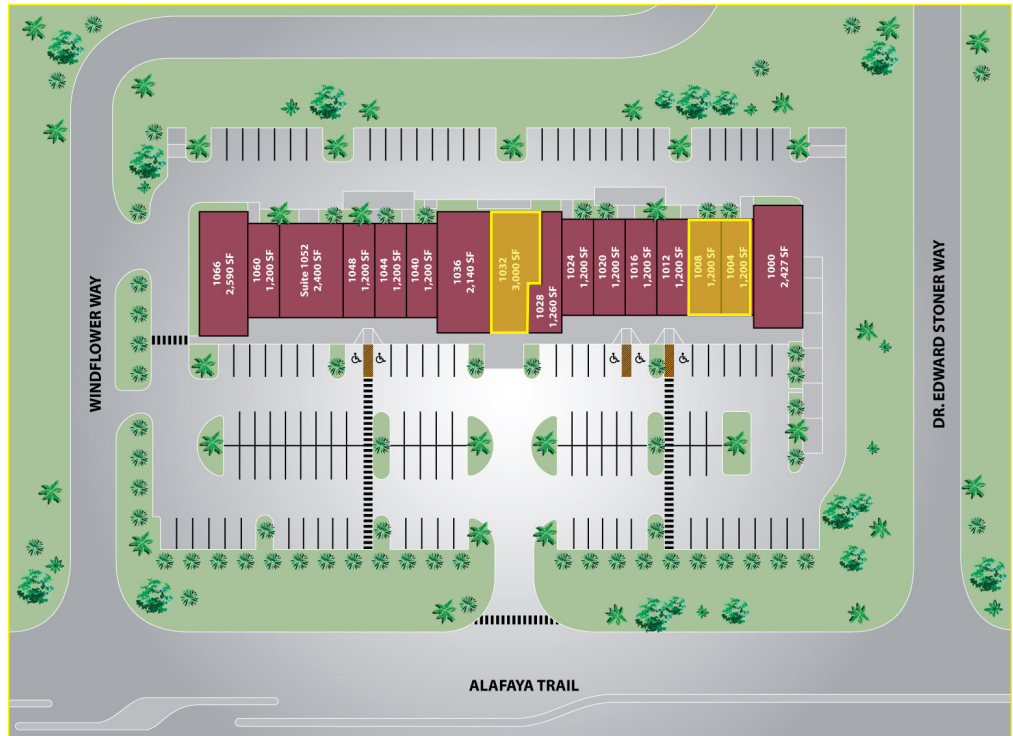 1066
2,590 SF
1060
1,200 SF
Suite 1052
2,400 SF
1048
1,200 SF
1044
1,200 SF
1040
1,200 SF
1036
2,140 SF
1032
3,000 SF
1028
1,260 SF
1024
1,200 SF
1020
1,200 SF
1016
1,200 SF
1012
1,200 SF
1008
1,200 SF
1004
1,200 SF
1000
2,427 SF
WINDFLOWER WAY
DR. EDWARD STONER WAY
ALAFAYA TRAIL